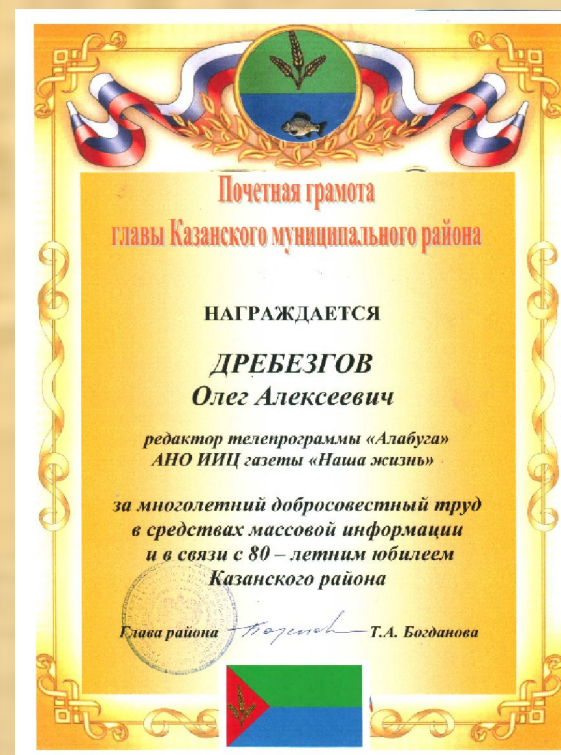 Почетная грамота
главы Казанского муниципального района
НАГРАЖДАЕТСЯ
ДРЕБЕЗГОВ
Олег Алексеевич
редактор телепрограммы «Алабуга»
АНО ИИЦ газеты «Наша жизнь»
за многолетний добросовестный труд
в средствах массовой информации
и в связи с 80 – летним юбилеем
Казанского района
Глава района Т.А. Богданова